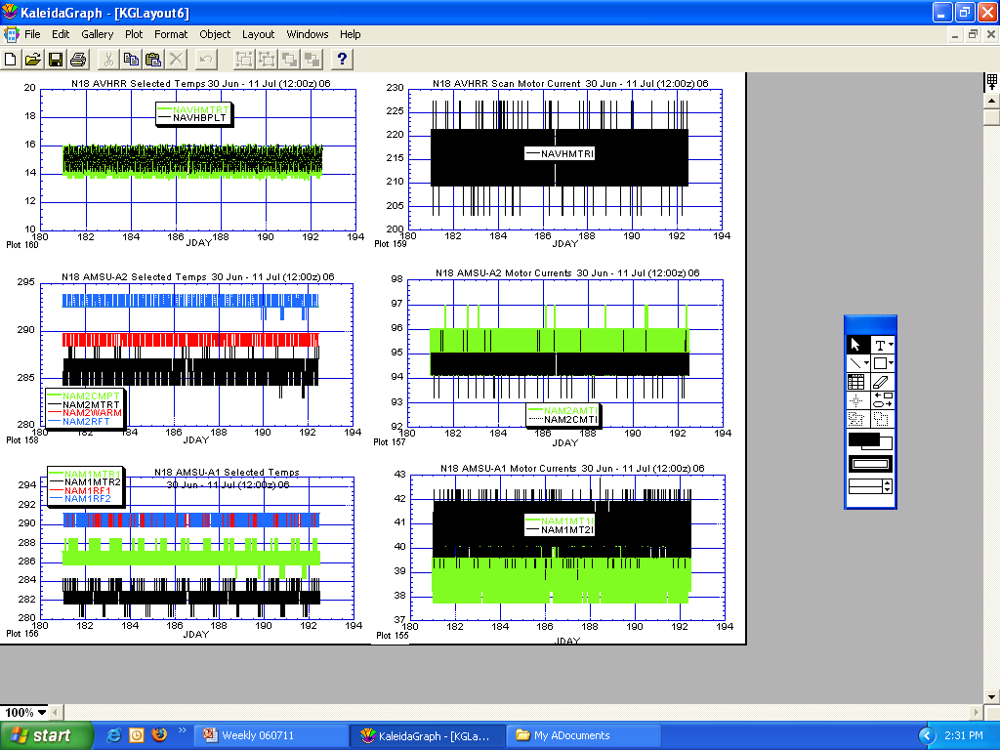 KaleidaGraph - [KGLayout6]
File Edit Gallery Plot Format Object Layout Windows Help
N18 AVHRR Selected Temps 30 Jun - 11 Jul (12:00z) 06
20
18
16
14
12
10
NAVHMTRT
NAVHBPLT
180 182 184 186 188 190 192 194
JDAY
Plot 160
N18 AVHRR Scan Motor Current 30 Jun - 11 Jul (12:00z) 06
230
225
220
215
210
205
200
NAVHMTRI
180 182 184 186 188 190 192 194
JDAY
Plot 159
N18 AMSU-A2 Selected Temps 30 Jun - 11 Jul (12:00z) 06
295
290
285
280
NAM2CMPT
NAM2MTRT
NAM2WARM
NAM2RFT
180 182 184 186 188 190 192 194
JDAY
Plot 158
N18 AMSU-A2 Motor Currents 30 Jun - 11 Jul (12:00z) 06
98
97
96
95
94
93
92
NAM2AMTI
NAM2CMTI
180 182 184 186 188 190 192 194
JDAY
Plot 157
N18 AMSU-A1 Selected Temps
30 Jun - 11 Jul (12:00z) 06
NAM1MTR1
NAM1MTR2
NAM1RF1
NAM1RF2
294
292
290
288
286
284
282
280
180 182 184 186 188 190 192 194
JDAY
Plot 156
N18 AMSU-A1 Motor Currents 30 Jun - 11 Jul (12:00z) 06
43
42
41
40
39
38
37
NAM1MT1I
NAM1MT2I
180 182 184 186 188 190 192 194
JDAY
Plot 155
T
100%
start
Weekly 060711
KaleidaGraph - [KGLa...
My ADocuments
2:31 PM